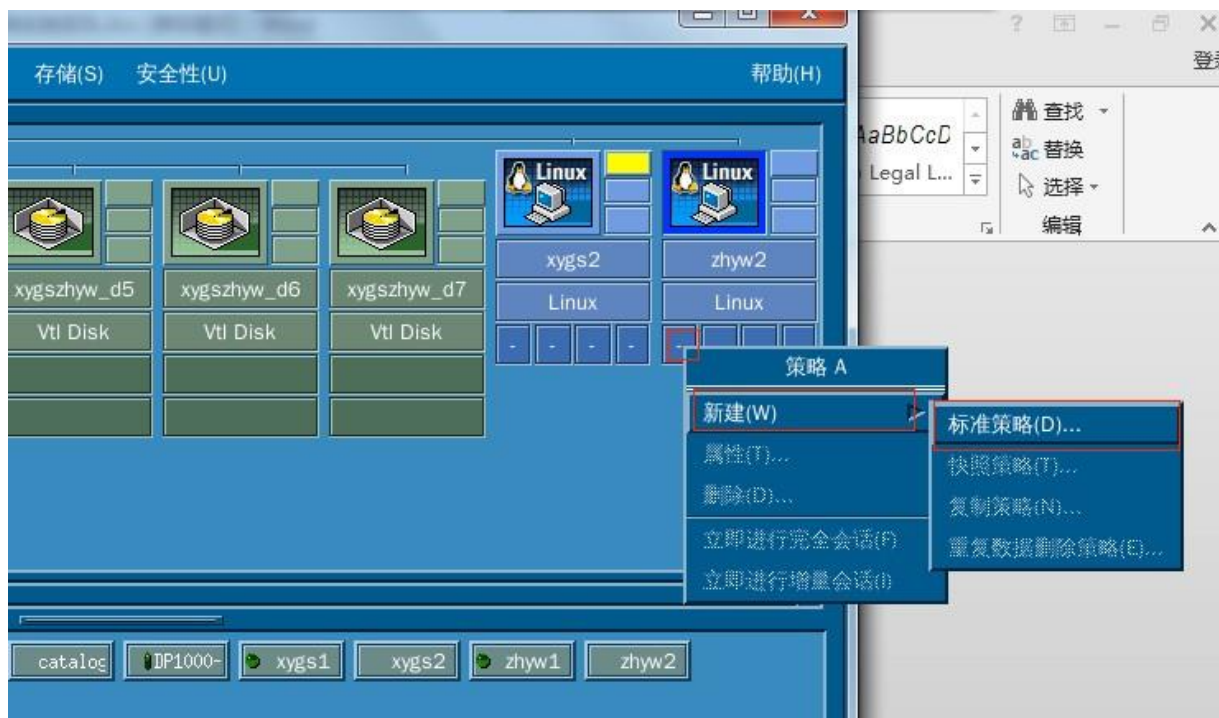 ?
登录
存储(S) 安全性(U) 帮助(H)
查找
AaBbCcD
替换
Legal L...
选择
编辑
Linux Linux
xygs2 zhyw2
xygszhyw_d5 xygszhyw_d6 xygszhyw_d7
Linux Linux
Vtl Disk Vtl Disk Vtl Disk
- - - - -
策略 A
新建(W)
标准策略(D)...
属性(T)...
快照策略(T)...
删除(D)...
复制策略(N)...
立即进行完全会话(F)
重复数据删除策略(E)...
立即进行增量会话(I)
catalog DP1000- xygs1 xygs2 zhyw1 zhyw2